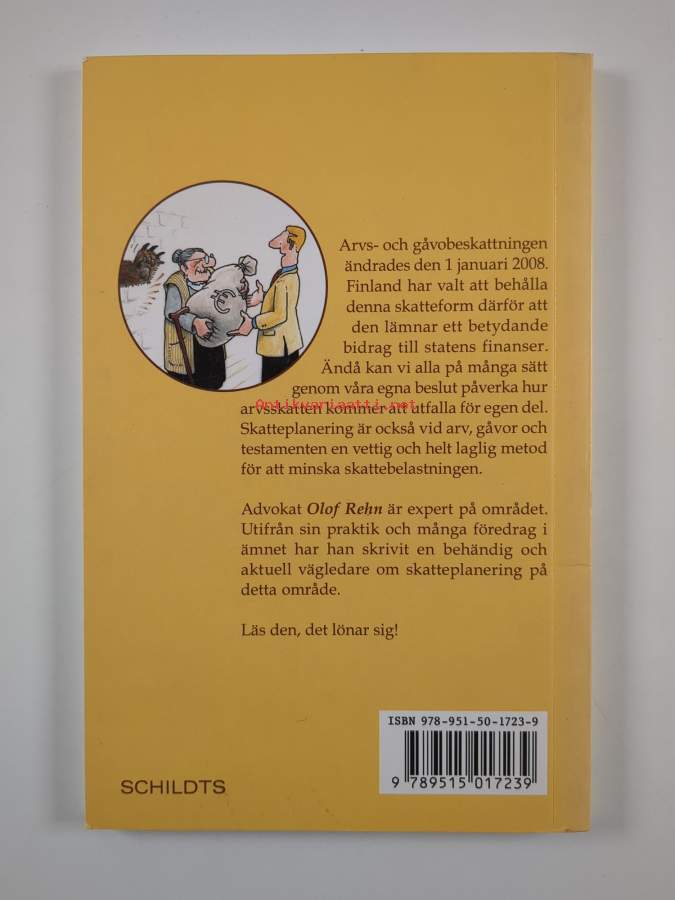 Arvs- och gåvobeskattningen
ändrades den 1 januari 2008.
Finland har valt att behålla
denna skatteform därför att
den lämnar ett betydande
bidrag till statens finanser.
Ändå kan vi alla på många sätt
genom våra egna beslut påverka hur
Antikvariaatti.net
arvsskatten kommer att utfalla för egen del.
Skatteplanering är också vid arv, gåvor och
testamenten en vettig och helt laglig metod
för att minska skattebelastningen.
Advokat Olof Rehn är expert på området.
Utifrån sin praktik och många föredrag i
ämnet har han skrivit en behändig och
aktuell vägledare om skatteplanering på
detta område.
Läs den, det lönar sig!
ISBN 978-951-50-1723-9
9 789515 017239
SCHILDTS
€